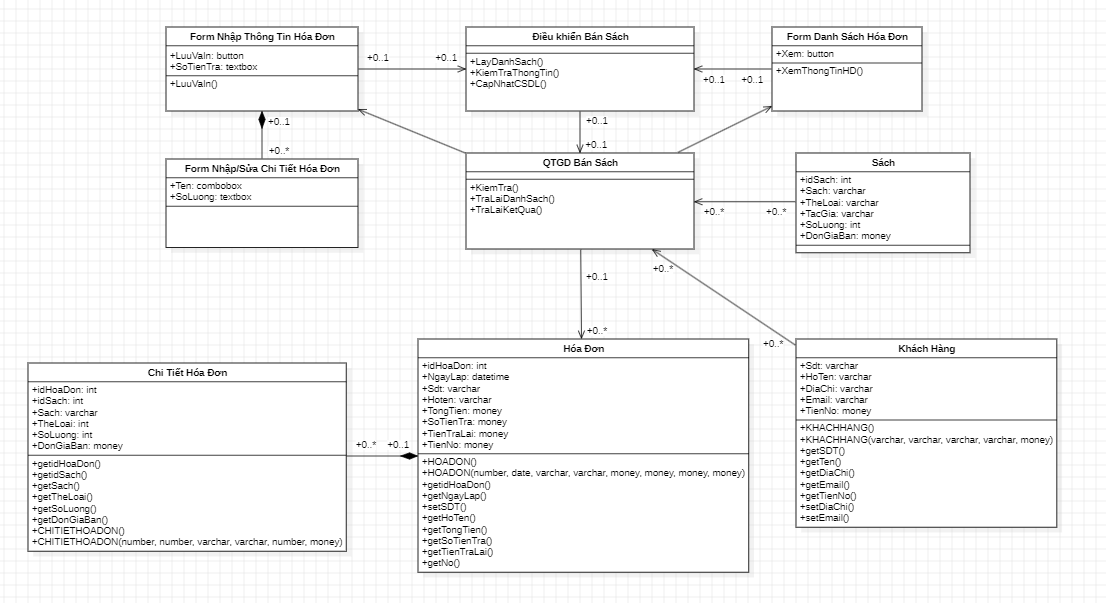 Form Nhập Thông Tin Hóa Đơn
+LuuVaIn: button
+SoTienTra: textbox
+LuuVaIn()
+0..1
+0..1
Điều khiển Bán Sách
+LayDanhSach()
+KiemTraThongTin()
+CapNhatCSDL()
+0..1
+0..1
Form Danh Sách Hóa Đơn
+Xem: button
+XemThongTinHD()
+0..1
+0..*
+0..1
+0..1
Form Nhập/Sửa Chi Tiết Hóa Đơn
+Ten: combobox
+SoLuong: textbox
QTGD Bán Sách
+KiemTra()
+TraLaiDanhSach()
+TraLaiKetQua()
+0..*
+0..*
Sách
+idSach: int
+Sach: varchar
+TheLoai: varchar
+TacGia: varchar
+SoLuong: int
+DonGiaBan: money
+0..1
+0..*
+0..*
+0..*
Chi Tiết Hóa Đơn
+idHoaDon: int
+idSach: int
+Sach: varchar
+TheLoai: int
+SoLuong: int
+DonGiaBan: money
+getidHoaDon()
+getidSach()
+getSach()
+getTheLoai()
+getSoLuong()
+getDonGiaBan()
+CHITIETHOADON()
+CHITIETHOADON(number, number, varchar, varchar, number, money)
+0..*
+0..1
Hóa Đơn
+idHoaDon: int
+NgayLap: datetime
+Sdt: varchar
+Hoten: varchar
+TongTien: money
+SoTienTra: money
+TienTraLai: money
+TienNo: money
+HOADON()
+HOADON(number, date, varchar, varchar, money, money, money, money)
+getidHoaDon()
+getNgayLap()
+setSDT()
+getHoTen()
+getTongTien()
+getSoTienTra()
+getTienTraLai()
+getNo()
Khách Hàng
+Sdt: varchar
+HoTen: varchar
+DiaChi: varchar
+Email: varchar
+TienNo: money
+KHACHHANG()
+KHACHHANG(varchar, varchar, varchar, varchar, money)
+getSDT()
+getTen()
+getDiaChi()
+getEmail()
+getTienNo()
+setDiaChi()
+setEmail()